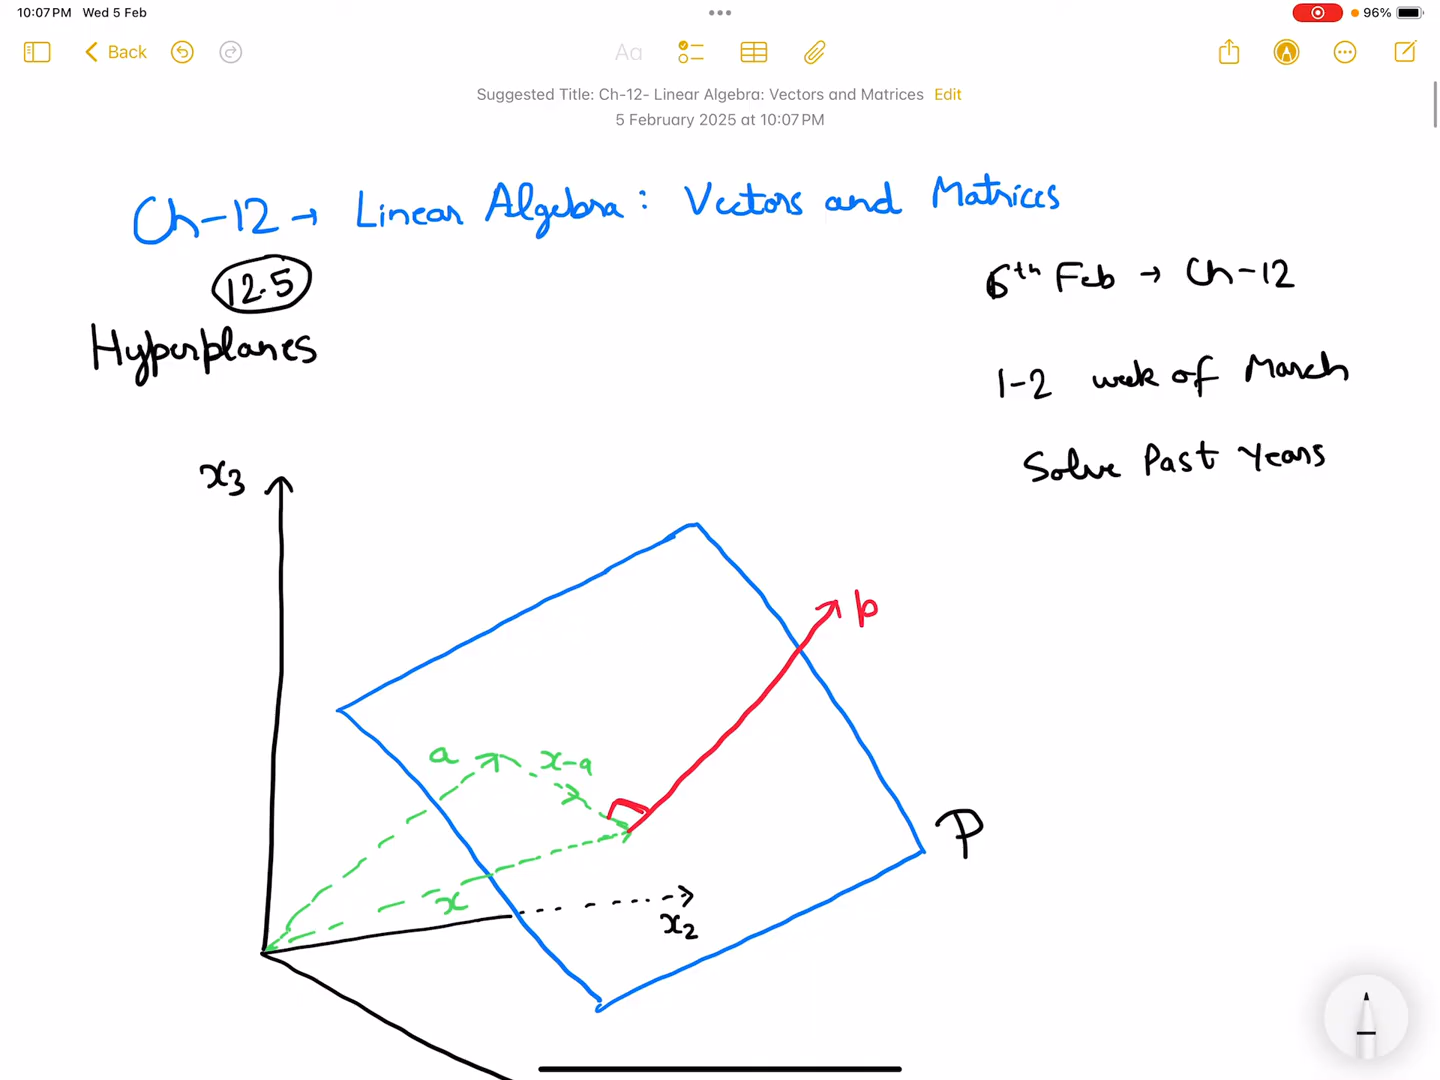 10:07 PM Wed 5 Feb
96%
Back
Aa
Suggested Title: Ch-12- Linear Algebra: Vectors and Matrices Edit
5 February 2025 at 10:07 PM
Ch-12 → Linear Algebra: Vectors and Matrices
12.5
Hyperplanes
6th Feb → Ch-12
1-2 week of March
Solve Past Years
x3
p
a
x-a
P
x
x2